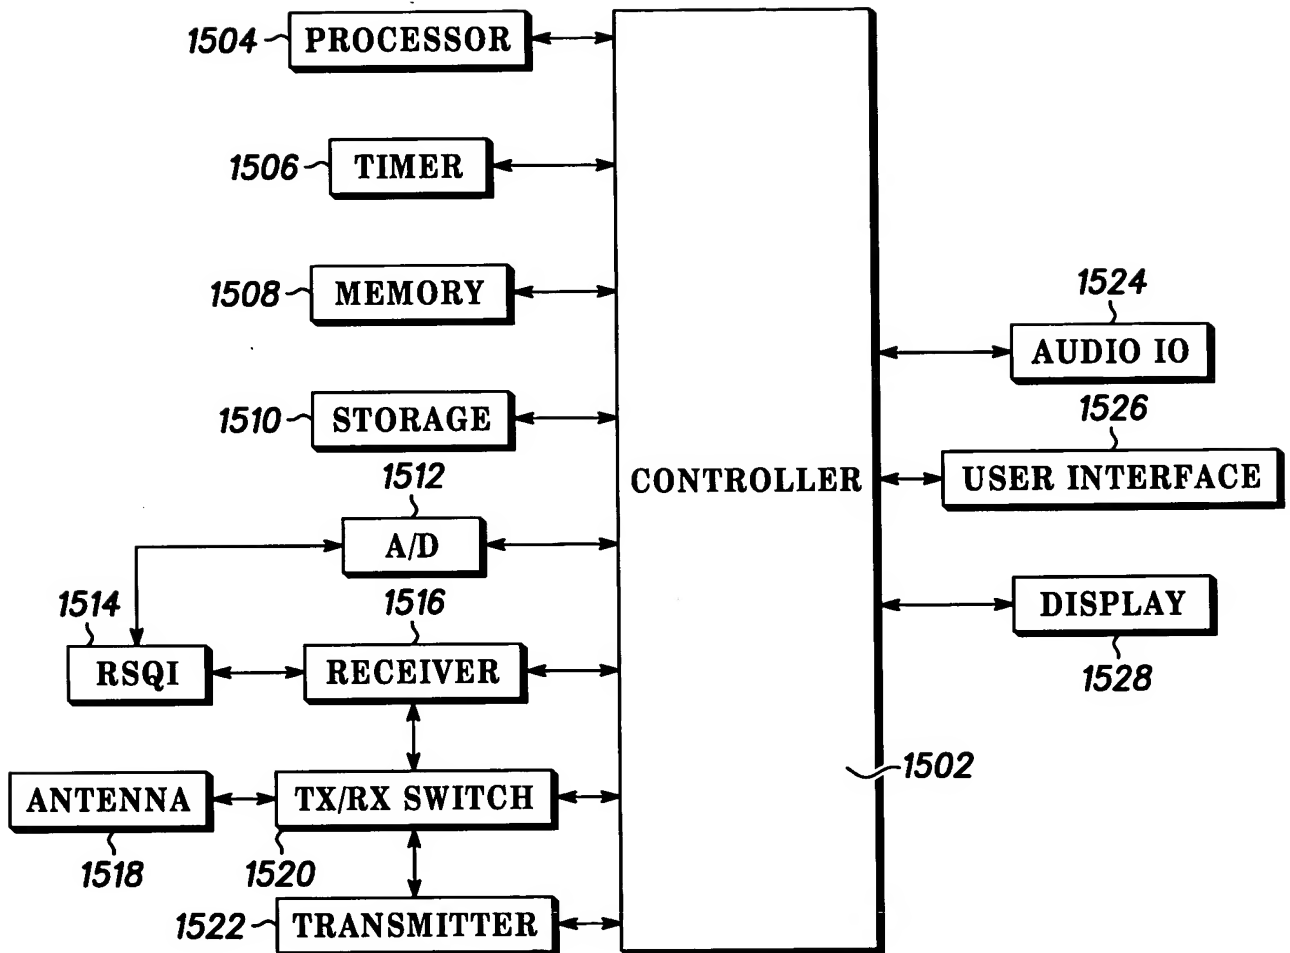 1504 PROCESSOR
1506 TIMER
1508 MEMORY
1510 STORAGE
1512
A/D
1514
RSQI
1516
RECEIVER
ANTENNA
1518
TX/RX SWITCH
1520
1522 TRANSMITTER
CONTROLLER
1502
1524
AUDIO IO
1526
USER INTERFACE
DISPLAY
1528